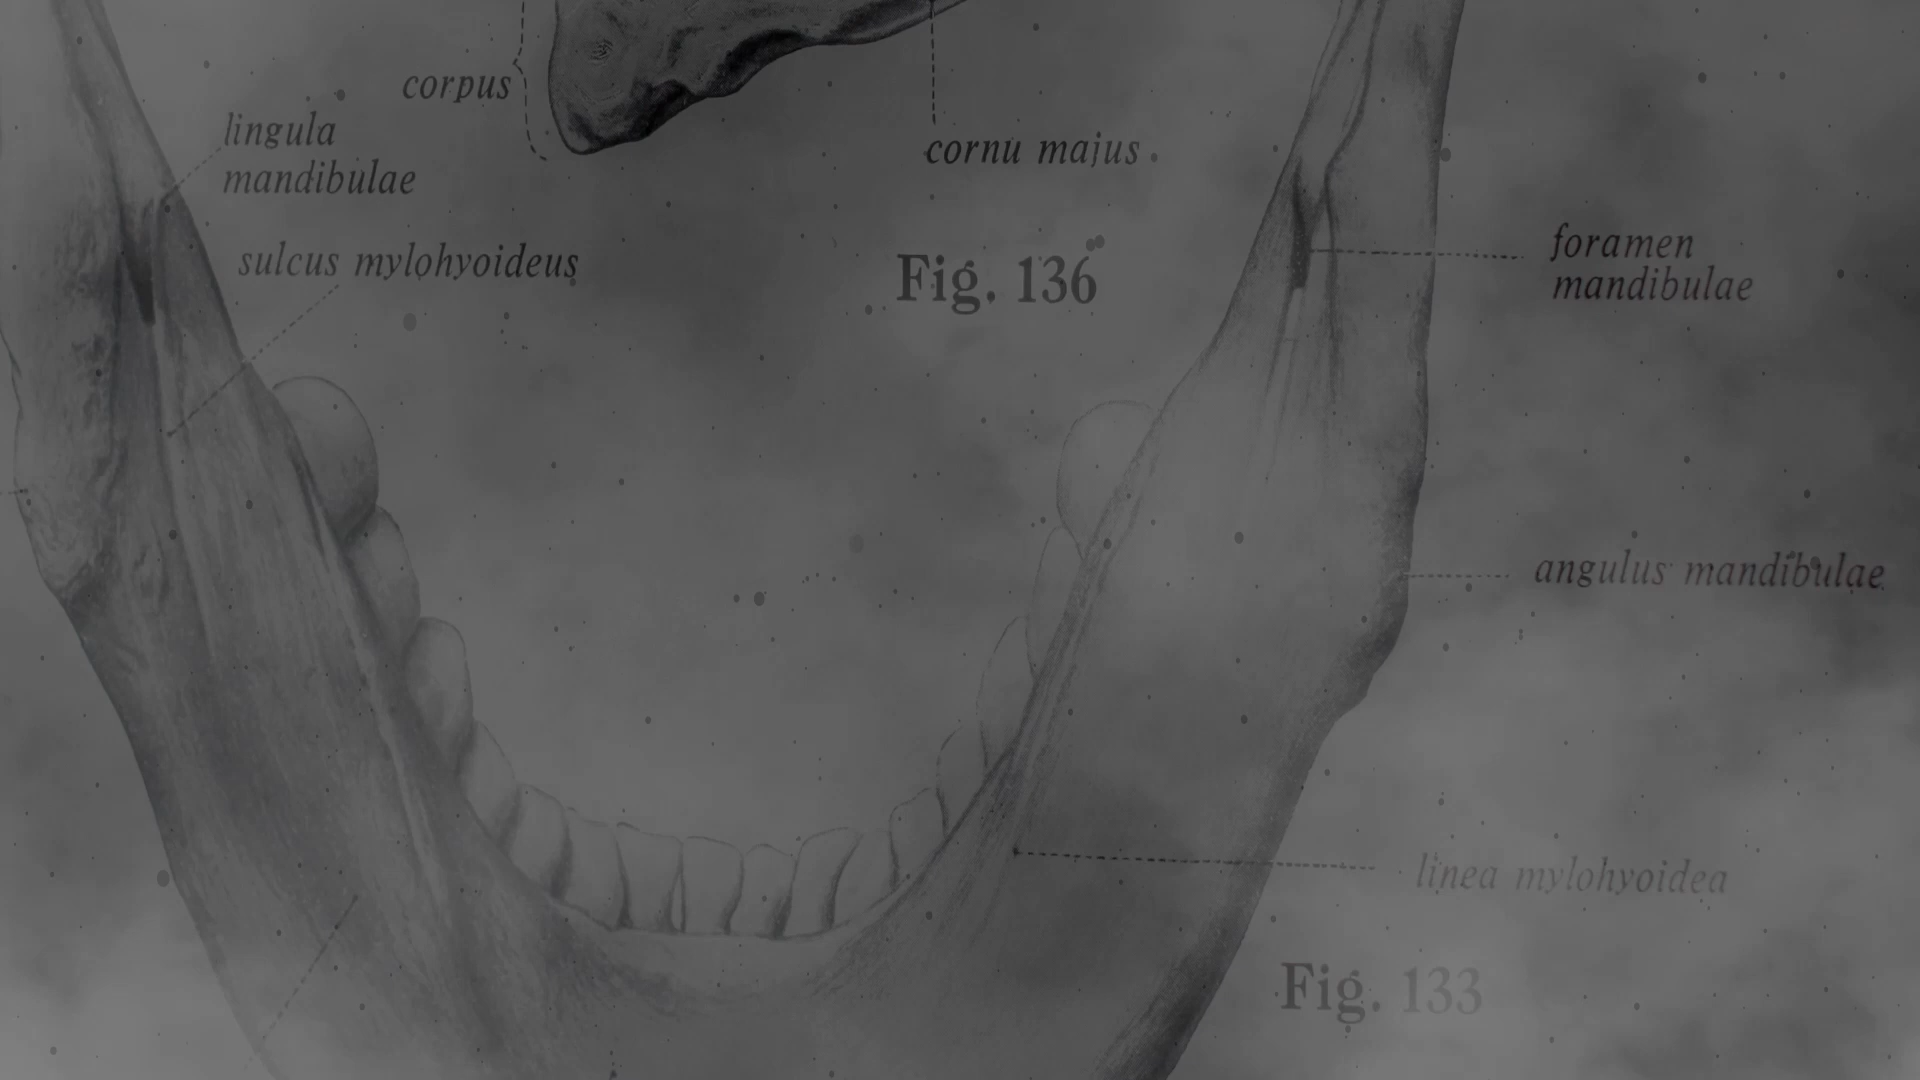 corpus
lingula
mandibulae
cornu majus
sulcus mylohyoideus
foramen
mandibulae
Fig. 136
angulus mandibulae
linea mylohyoidea
Fig. 133